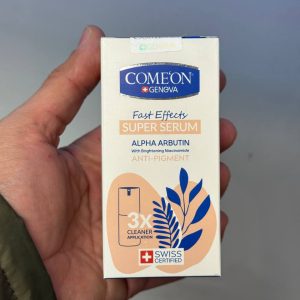 COMEON
GENOVA
Fast Effects
SUPER SERUM
ALPHA ARBUTIN
With Brightening Niacinamide
ANTI-PIGMENT
3X
CLEANER
APPLICATION
SWISS
CERTIFIED